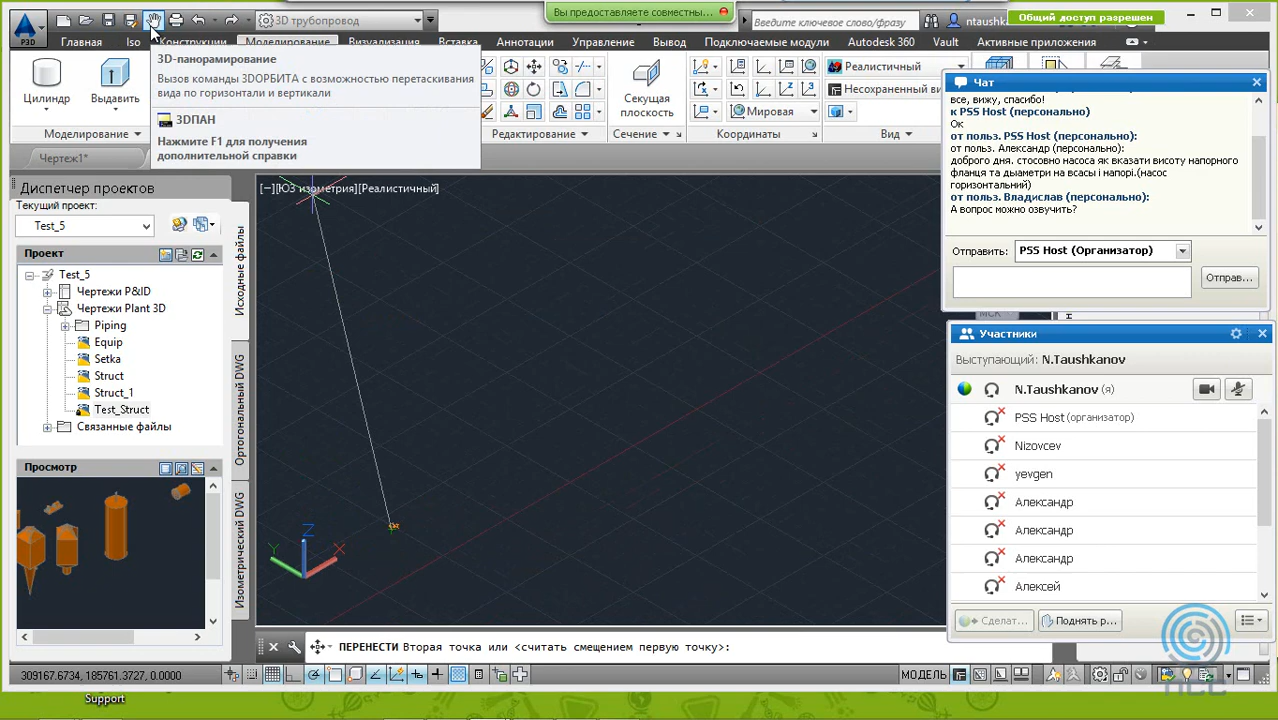 P3D
3D трубопровод
Вы предоставляете совместны...
Введите ключевое слово/фразу
ntaushka...
Общий доступ разрешен
Главная
Iso
Конструкции
Моделирование
Визуализация
Вставка
Аннотации
Управление
Вывод
Подключаемые модули
Autodesk 360
Vault
Активные приложения
3D-панорамирование
Вызов команды 3DОРБИТА с возможностью перетаскивания
вида по горизонтали и вертикали
3DПАН
Нажмите F1 для получения
дополнительной справки
Цилиндр
Выдавить
Моделирование
Секущая
плоскость
Реалистичный
Несохраненный ви
Мировая
Редактирование
Сечение
Координаты
Вид
Чертеж1*
Чат
все, вижу, спасибо!
к PSS Host (персонально)
Ок
от польз. PSS Host (персонально):
от польз. Александр (персонально):
доброго дня. стосовно насоса як вказати висоту напорного
фланця та дыаметри на всасы і напорі.(насос
горизонтальний)
от польз. Владислав (персонально):
А вопрос можно озвучить?
Отправить:
PSS Host (Организатор)
Отправ...
Диспетчер проектов
Текущий проект:
Test_5
Проект
Test_5
Чертежи P&ID
Чертежи Plant 3D
Piping
Equip
Setka
Struct
Struct_1
Test_Struct
Связанные файлы
Просмотр
Исходные файлы
Ортогональный DWG
Изометрический DWG
[−][ЮЗ изометрия][Реалистичный]
МСК
Z
Y
X
Участники
Выступающий: N.Taushkanov
N.Taushkanov (я)
PSS Host (организатор)
Nizovcev
yevgen
Александр
Александр
Александр
Алексей
Сделат...
Поднять р...
ПЕРЕНЕСТИ Вторая точка или <считать смещением первую точку>:
309167.6734, 185761.3727, 0.0000
МОДЕЛЬ
Support